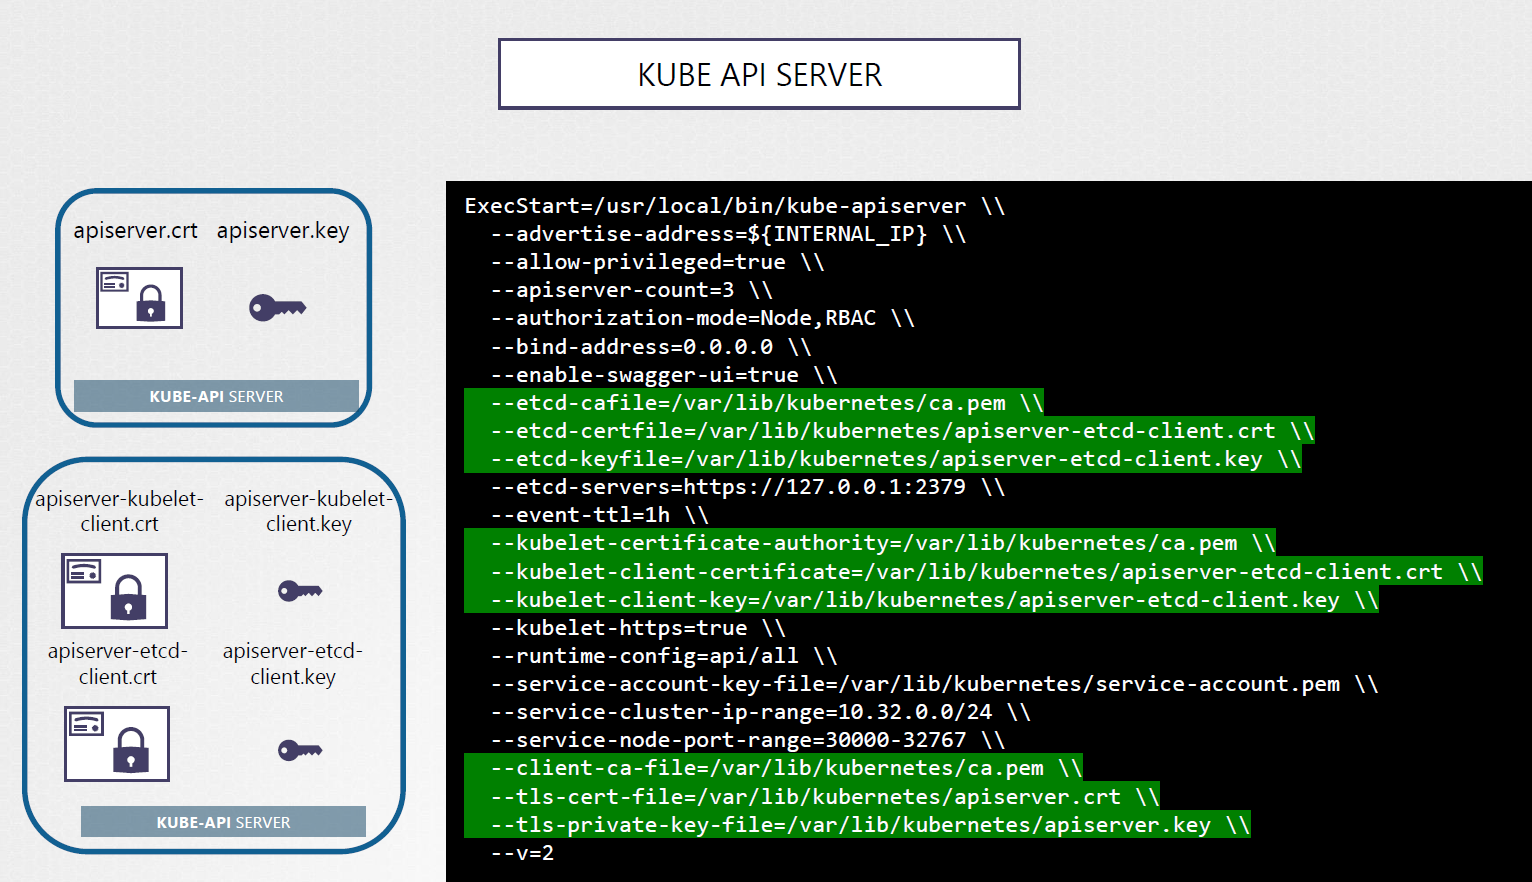 KUBE API SERVER
apiserver.crt apiserver.key
KUBE-API SERVER
apiserver-kubelet-client.crt
apiserver-kubelet-client.key
apiserver-etcd-client.crt
apiserver-etcd-client.key
KUBE-API SERVER
ExecStart=/usr/local/bin/kube-apiserver \\
--advertise-address=${INTERNAL_IP} \\
--allow-privileged=true \\
--apiserver-count=3 \\
--authorization-mode=Node,RBAC \\
--bind-address=0.0.0.0 \\
--enable-swagger-ui=true \\
--etcd-cafile=/var/lib/kubernetes/ca.pem \\
--etcd-certfile=/var/lib/kubernetes/apiserver-etcd-client.crt \\
--etcd-keyfile=/var/lib/kubernetes/apiserver-etcd-client.key \\
--etcd-servers=https://127.0.0.1:2379 \\
--event-ttl=1h \\
--kubelet-certificate-authority=/var/lib/kubernetes/ca.pem \\
--kubelet-client-certificate=/var/lib/kubernetes/apiserver-etcd-client.crt \\
--kubelet-client-key=/var/lib/kubernetes/apiserver-etcd-client.key \\
--kubelet-https=true \\
--runtime-config=api/all \\
--service-account-key-file=/var/lib/kubernetes/service-account.pem \\
--service-cluster-ip-range=10.32.0.0/24 \\
--service-node-port-range=30000-32767 \\
--client-ca-file=/var/lib/kubernetes/ca.pem \\
--tls-cert-file=/var/lib/kubernetes/apiserver.crt \\
--tls-private-key-file=/var/lib/kubernetes/apiserver.key \\
--v=2